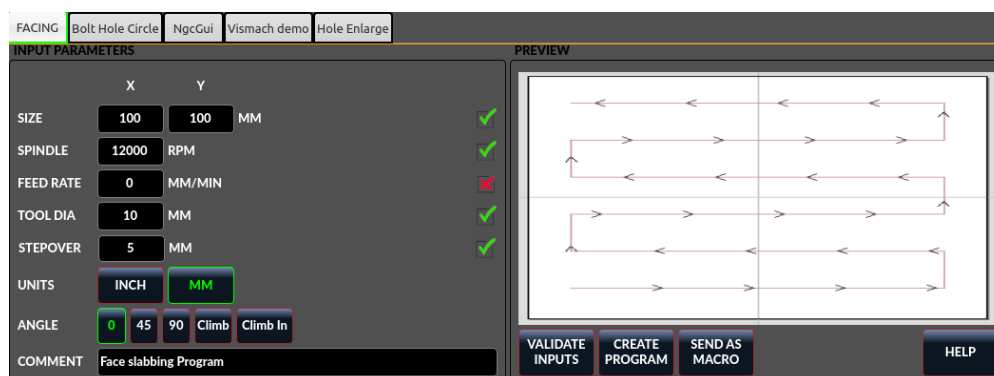 FACING Bolt Hole Circle NgcGui Vismach demo Hole Enlarge
INPUT PARAMETERS
X Y
SIZE 100 100 MM
SPINDLE 12000 RPM
FEED RATE 0 MM/MIN
TOOL DIA 10 MM
STEPOVER 5 MM
UNITS INCH MM
ANGLE 0 45 90 Climb Climb In
COMMENT Face slabbing Program
PREVIEW
VALIDATE INPUTS
CREATE PROGRAM
SEND AS MACRO
HELP